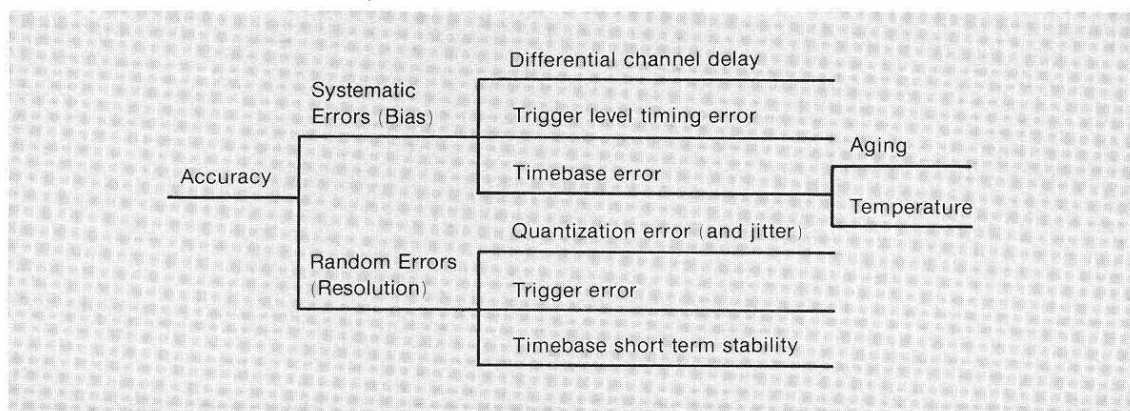 Differential channel delay
Systematic
Errors (Bias)
Trigger level timing error
Aging
Timebase error
Accuracy
Temperature
Quantization error (and jitter)
Random Errors
(Resolution)
Trigger error
Timebase short term stability